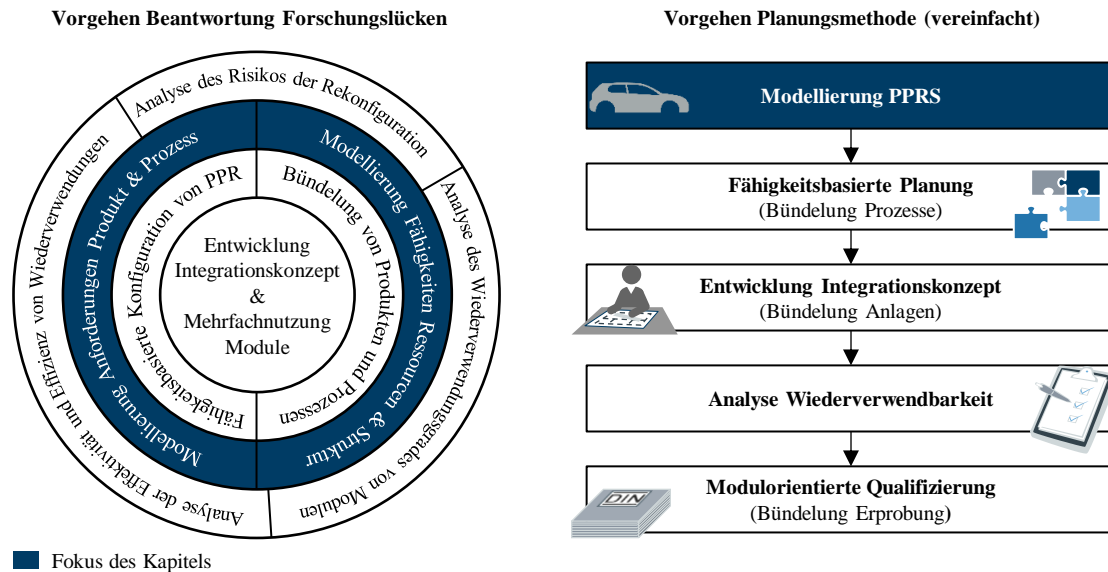 Vorgehen Beantwortung Forschungslücken
Analyse des Risikos der Rekonfiguration
Analyse des Wiederverwendungsgrades von Modulen
Analyse der Effektivität und Effizienz von Wiederverwendungen
Modellierung Anforderungen Produkt & Prozess
Modellierung Fähigkeiten Ressourcen & Struktur
Fähigkeitsbasierte Konfiguration von PPR
Bündelung von Produkten und Prozessen
Entwicklung
Integrationskonzept
&
Mehrfachnutzung
Module
Fokus des Kapitels
Vorgehen Planungsmethode (vereinfacht)
Modellierung PPRS
Fähigkeitsbasierte Planung
(Bündelung Prozesse)
Entwicklung Integrationskonzept
(Bündelung Anlagen)
Analyse Wiederverwendbarkeit
Modulorientierte Qualifizierung
(Bündelung Erprobung)
DIN